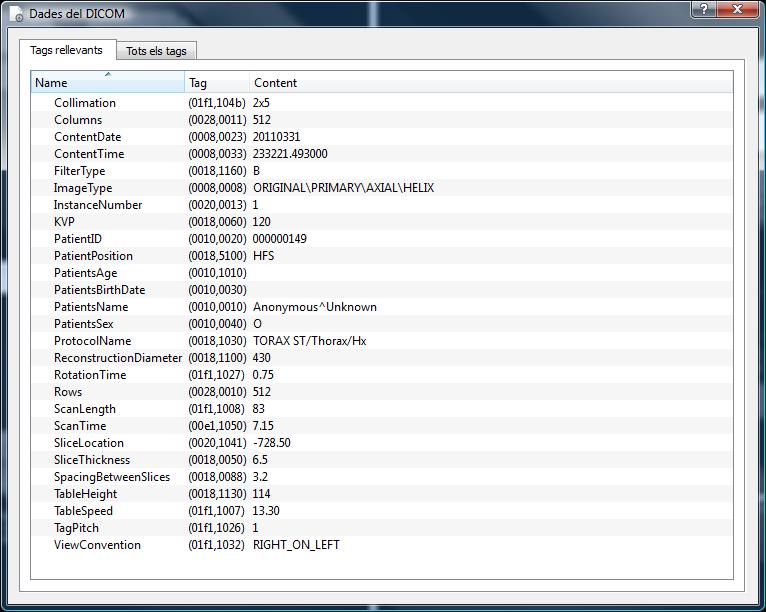 Dades del DICOM
Tags rellevants Tots els tags
Name Tag Content
Collimation (01f1,104b) 2x5
Columns (0028,0011) 512
ContentDate (0008,0023) 20110331
ContentTime (0008,0033) 233221.493000
FilterType (0018,1160) B
ImageType (0008,0008) ORIGINAL\PRIMARY\AXIAL\HELIX
InstanceNumber (0020,0013) 1
KVP (0018,0060) 120
PatientID (0010,0020) 000000149
PatientPosition (0018,5100) HFS
PatientsAge (0010,1010)
PatientsBirthDate (0010,0030)
PatientsName (0010,0010) Anonymous^Unknown
PatientsSex (0010,0040) O
ProtocolName (0018,1030) TORAX ST/Thorax/Hx
ReconstructionDiameter (0018,1100) 430
RotationTime (01f1,1027) 0.75
Rows (0028,0010) 512
ScanLength (01f1,1008) 83
ScanTime (00e1,1050) 7.15
SliceLocation (0020,1041) -728.50
SliceThickness (0018,0050) 6.5
SpacingBetweenSlices (0018,0088) 3.2
TableHeight (0018,1130) 114
TableSpeed (01f1,1007) 13.30
TagPitch (01f1,1026) 1
ViewConvention (01f1,1032) RIGHT_ON_LEFT